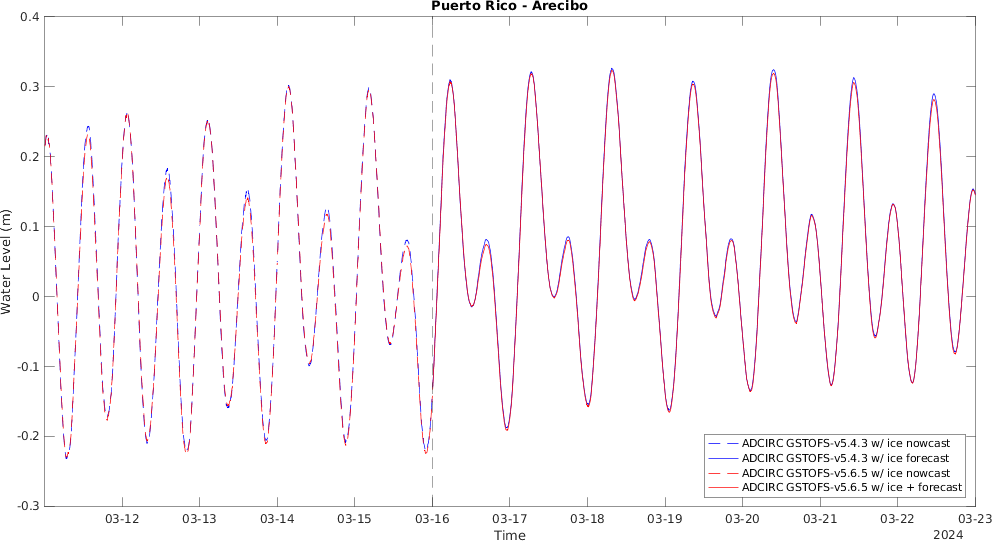 Puerto Rico - Arecibo
0.4
0.3
0.2
0.1
0
-0.1
-0.2
-0.3
Water Level (m)
ADCIRC GSTOFS-v5.4.3 w/ ice nowcast
ADCIRC GSTOFS-v5.4.3 w/ ice forecast
ADCIRC GSTOFS-v5.6.5 w/ ice nowcast
ADCIRC GSTOFS-v5.6.5 w/ ice + forecast
03-12 03-13 03-14 03-15 03-16 03-17 03-18 03-19 03-20 03-21 03-22 03-23
Time
2024